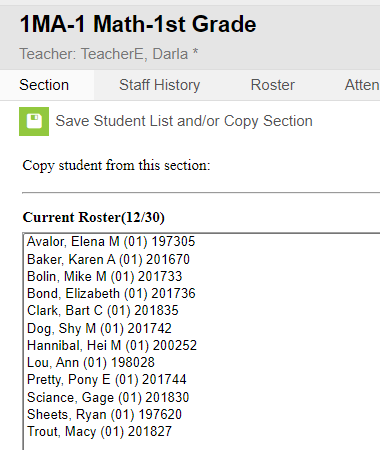 1MA-1 Math-1st Grade
Teacher: TeacherE, Darla *
Section Staff History Roster Atten
Save Student List and/or Copy Section
Copy student from this section:
Current Roster(12/30)
Avalor, Elena M (01) 197305
Baker, Karen A (01) 201670
Bolin, Mike M (01) 201733
Bond, Elizabeth (01) 201736
Clark, Bart C (01) 201835
Dog, Shy M (01) 201742
Hannibal, Hei M (01) 200252
Lou, Ann (01) 198028
Pretty, Pony E (01) 201744
Sciance, Gage (01) 201830
Sheets, Ryan (01) 197620
Trout, Macy (01) 201827